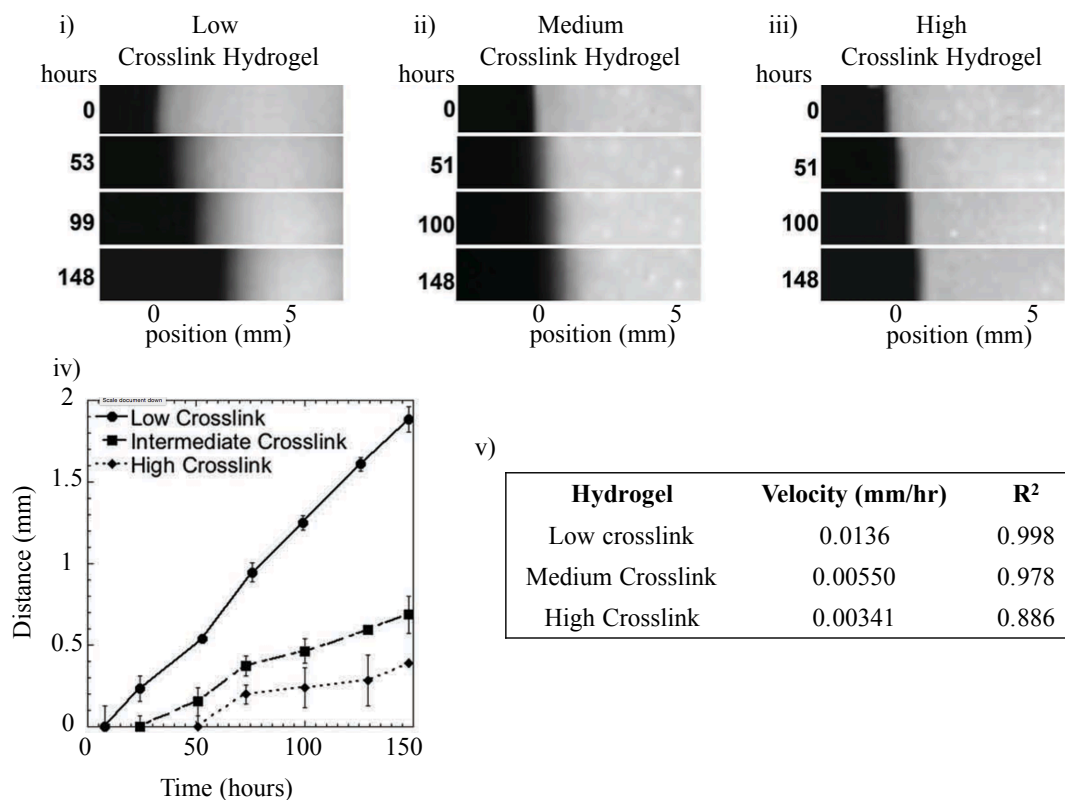 i)
Low
Crosslink Hydrogel
hours
0
53
99
148
0 5
position (mm)
ii)
Medium
Crosslink Hydrogel
hours
0
51
100
148
0 5
position (mm)
iii)
High
Crosslink Hydrogel
hours
0
51
100
148
0 5
position (mm)
iv)
Scale document down
Low Crosslink
Intermediate Crosslink
High Crosslink
2
1.5
1
0.5
0
Distance (mm)
0 50 100 150
Time (hours)
v)
Hydrogel Velocity (mm/hr) R²
Low crosslink 0.0136 0.998
Medium Crosslink 0.00550 0.978
High Crosslink 0.00341 0.886